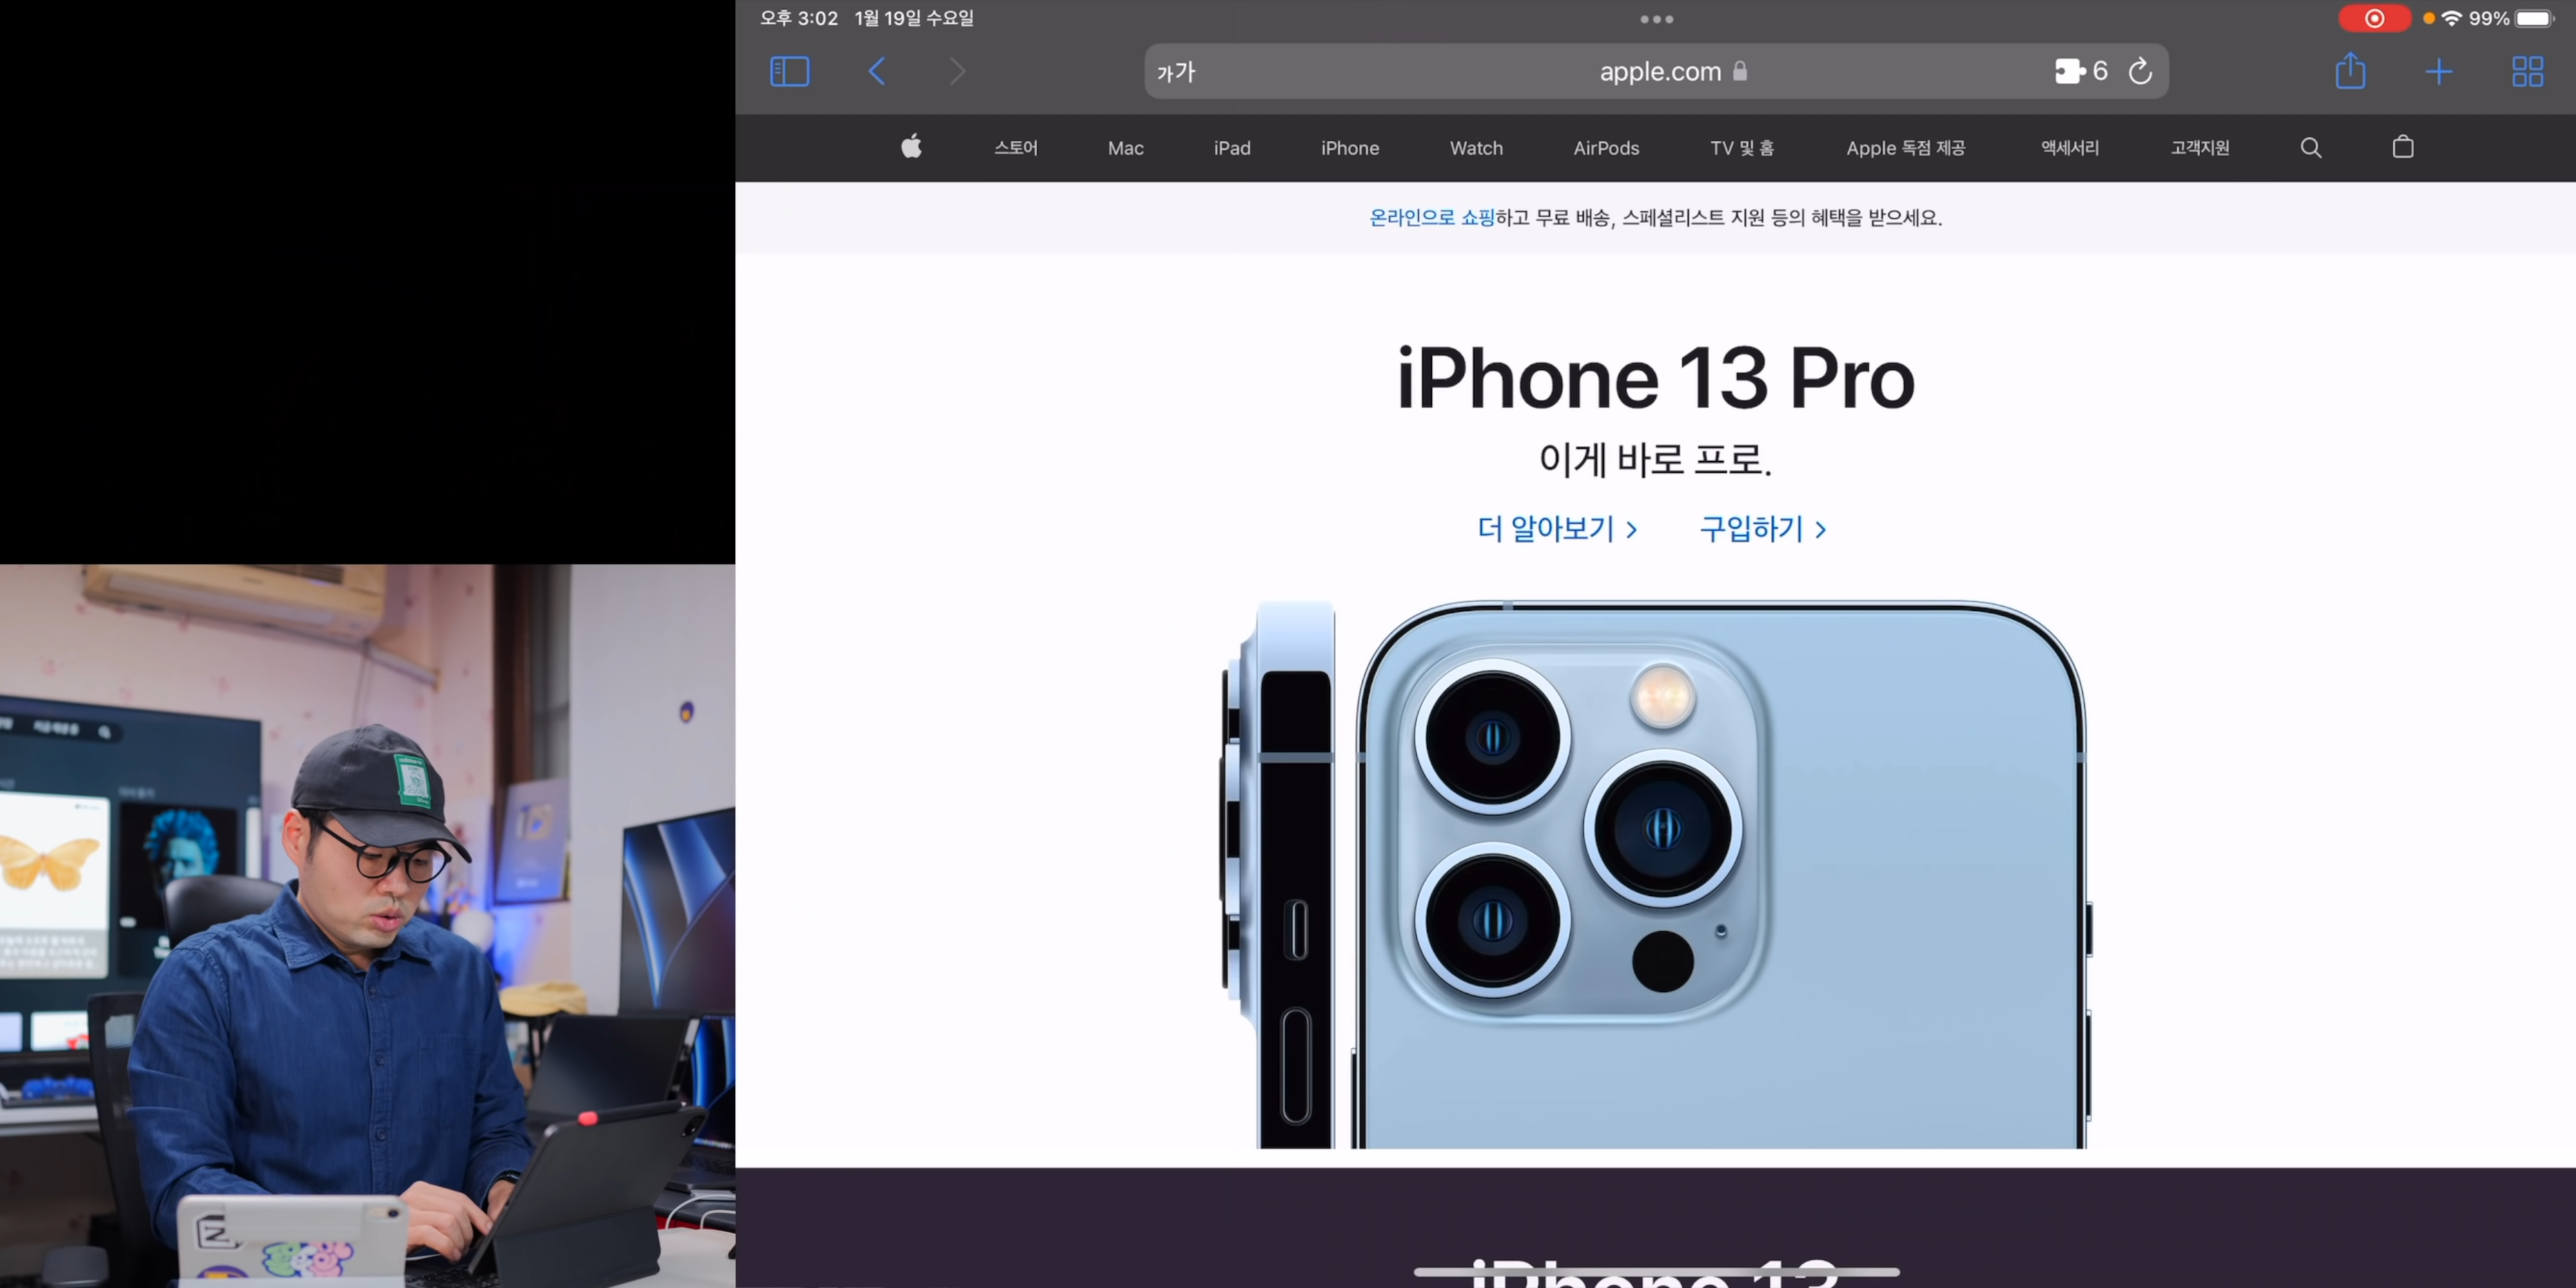 오후 3:02 1월 19일 수요일
99%
가가
apple.com
6
스토어 Mac iPad iPhone Watch AirPods TV 및 홈 Apple 독점 제공 액세서리 고객지원
온라인으로 쇼핑하고 무료 배송, 스페셜리스트 지원 등의 혜택을 받으세요.
iPhone 13 Pro
이게 바로 프로.
더 알아보기 > 구입하기 >
iPhone 13